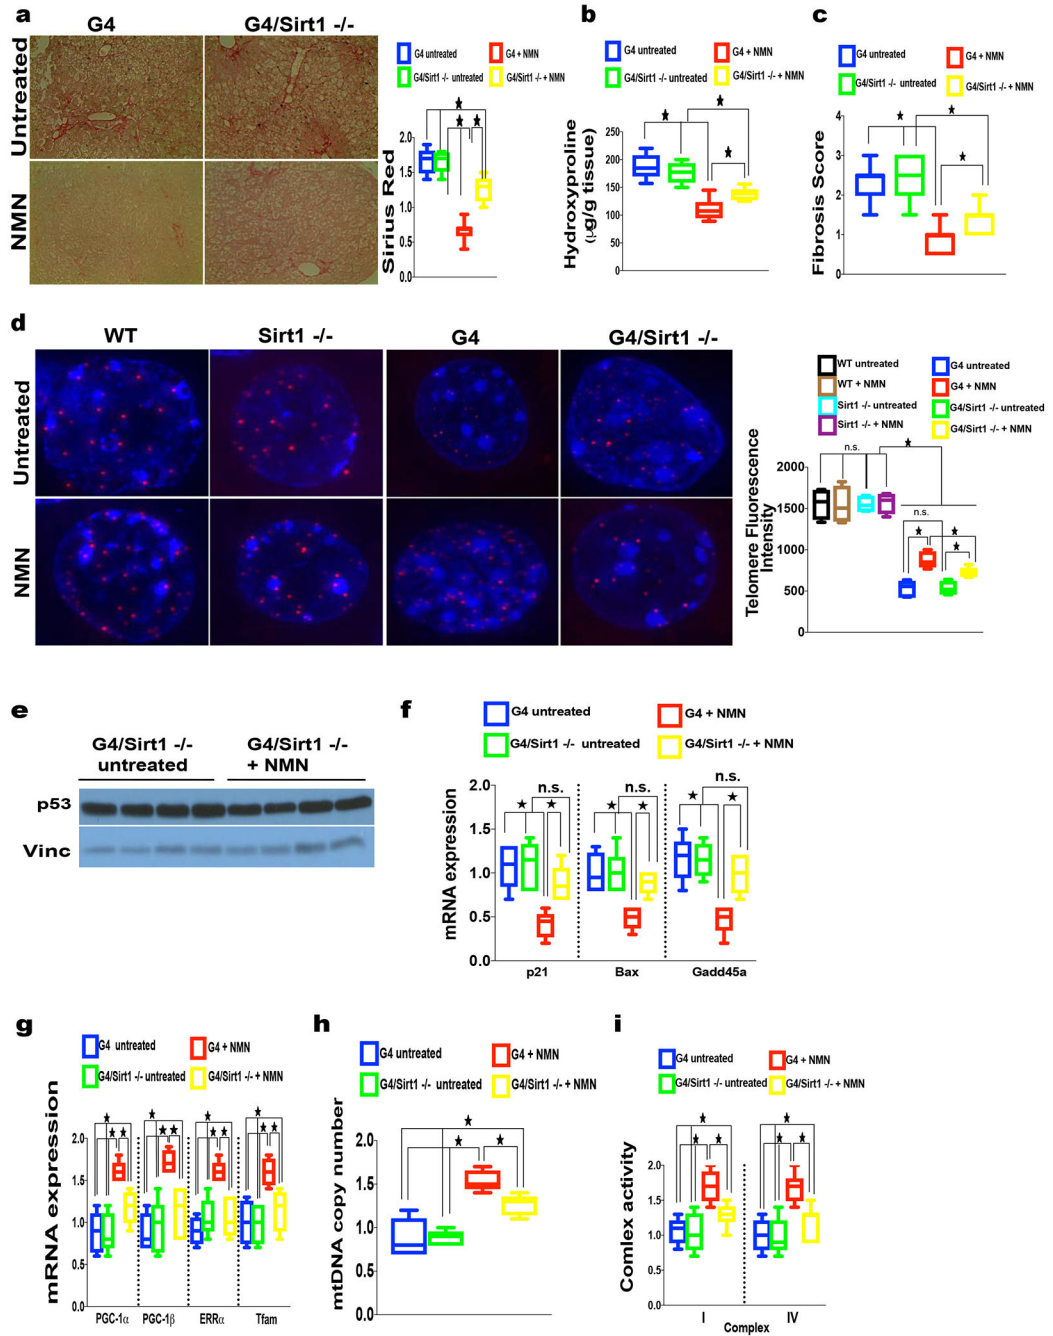 a
G4
G4/Sirt1 -/-
Untreated
NMN
G4 untreated
G4 + NMN
G4/Sirt1 -/- untreated
G4/Sirt1 -/- + NMN
Sirius Red
2.0
1.5
1.0
0.5
0.0
b
G4 untreated
G4 + NMN
G4/Sirt1 -/- untreated
G4/Sirt1 -/- + NMN
Hydroxyproline
(μg/g tissue)
250
200
150
100
50
0
c
G4 untreated
G4 + NMN
G4/Sirt1 -/- untreated
G4/Sirt1 -/- + NMN
Fibrosis Score
4
3
2
1
0
d
WT
Sirt1 -/-
G4
G4/Sirt1 -/-
Untreated
NMN
WT untreated
G4 untreated
WT + NMN
G4 + NMN
Sirt1 -/- untreated
G4/Sirt1 -/- untreated
Sirt1 -/- + NMN
G4/Sirt1 -/- + NMN
Telomere Fluorescence
Intensity
2000
1500
1000
500
0
n.s.
n.s.
e
G4/Sirt1 -/-
untreated
G4/Sirt1 -/-
+ NMN
p53
Vinc
f
G4 untreated
G4 + NMN
G4/Sirt1 -/- untreated
G4/Sirt1 -/- + NMN
mRNA expression
2.0
1.5
1.0
0.5
0.0
n.s.
n.s.
n.s.
p21
Bax
Gadd45a
g
G4 untreated
G4 + NMN
G4/Sirt1 -/- untreated
G4/Sirt1 -/- + NMN
mRNA expression
2.0
1.5
1.0
0.5
0.0
PGC-1α
PGC-1β
ERRα
Tfam
h
G4 untreated
G4 + NMN
G4/Sirt1 -/- untreated
G4/Sirt1 -/- + NMN
mtDNA copy number
2.0
1.5
1.0
0.5
0.0
i
G4 untreated
G4 + NMN
G4/Sirt1 -/- untreated
G4/Sirt1 -/- + NMN
Comlex activity
2.0
1.5
1.0
0.5
0.0
I
IV
Complex